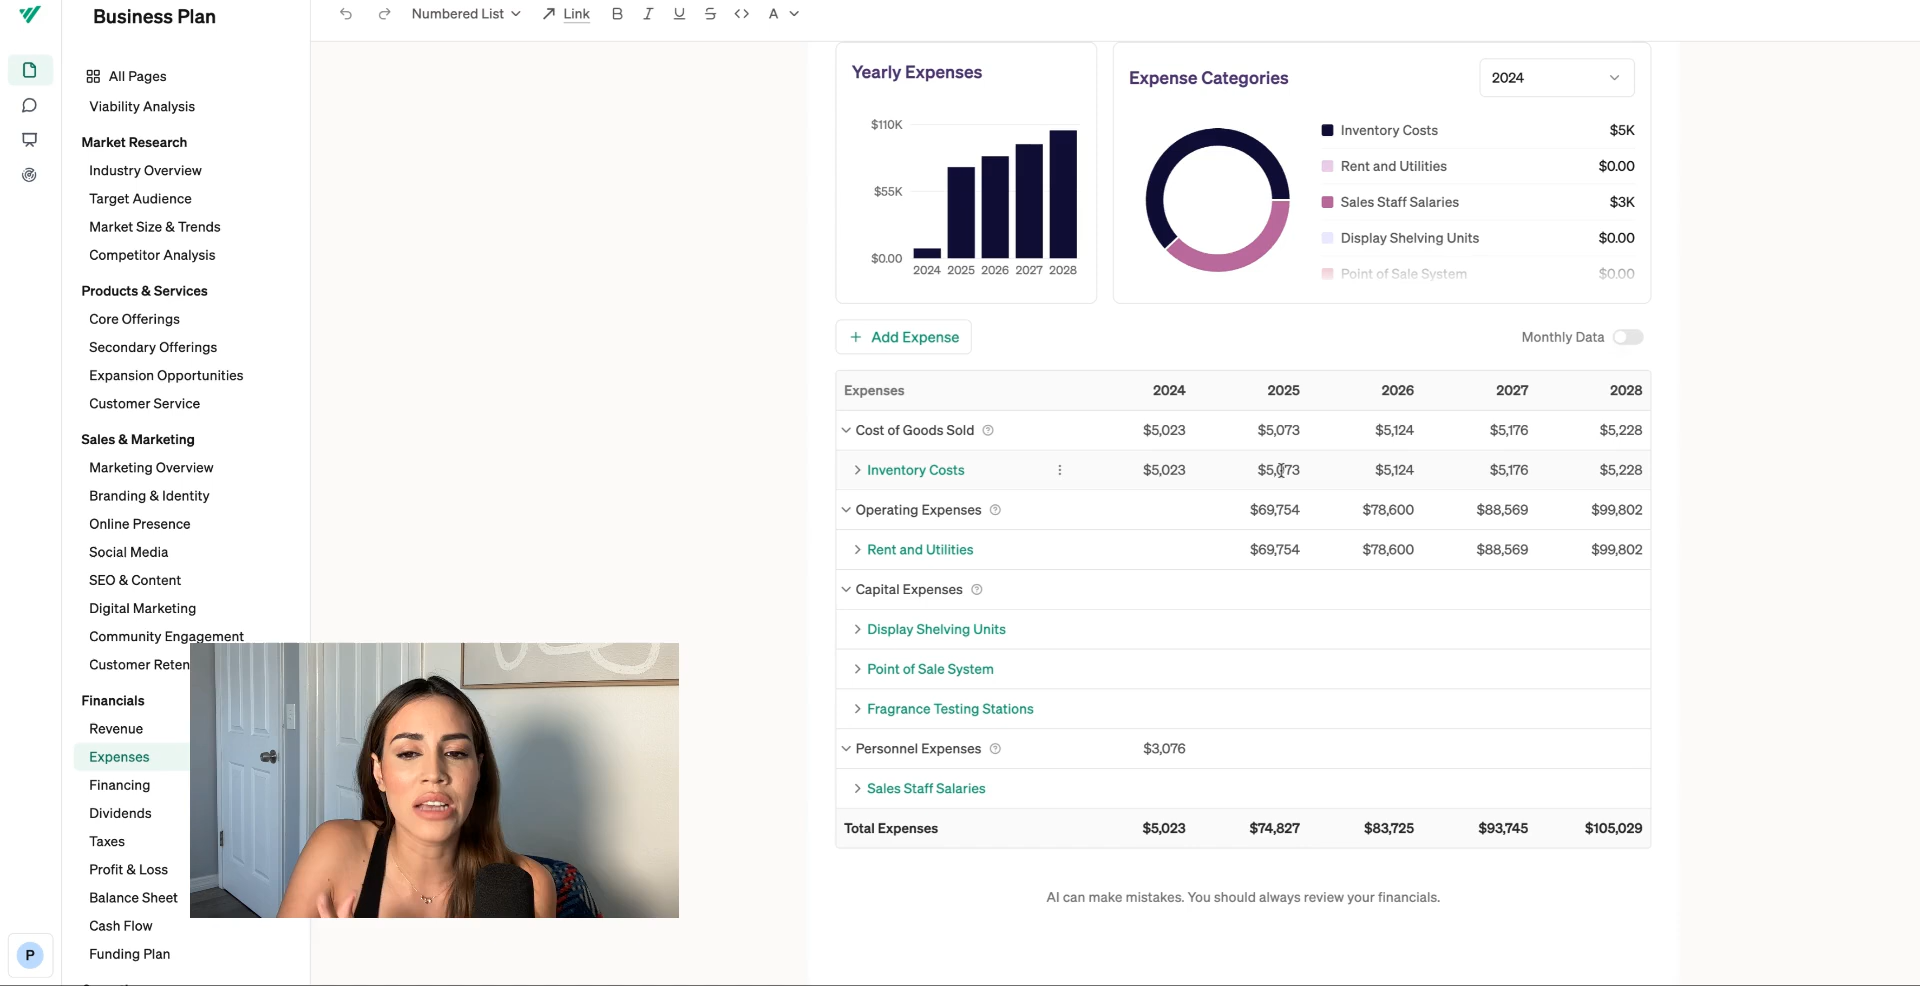 Business Plan
Numbered List
Link
B I U S <> A
All Pages
Viability Analysis
Market Research
Industry Overview
Target Audience
Market Size & Trends
Competitor Analysis
Products & Services
Core Offerings
Secondary Offerings
Expansion Opportunities
Customer Service
Sales & Marketing
Marketing Overview
Branding & Identity
Online Presence
Social Media
SEO & Content
Digital Marketing
Community Engagement
Customer Reten
Financials
Revenue
Expenses
Financing
Dividends
Taxes
Profit & Loss
Balance Sheet
Cash Flow
Funding Plan
P
Yearly Expenses
$110K
$55K
$0.00
2024 2025 2026 2027 2028
Expense Categories
2024
Inventory Costs $5K
Rent and Utilities $0.00
Sales Staff Salaries $3K
Display Shelving Units $0.00
Point of Sale System $0.00
+ Add Expense
Monthly Data
Expenses 2024 2025 2026 2027 2028
Cost of Goods Sold $5,023 $5,073 $5,124 $5,176 $5,228
Inventory Costs $5,023 $5,073 $5,124 $5,176 $5,228
Operating Expenses $69,754 $78,600 $88,569 $99,802
Rent and Utilities $69,754 $78,600 $88,569 $99,802
Capital Expenses
Display Shelving Units
Point of Sale System
Fragrance Testing Stations
Personnel Expenses $3,076
Sales Staff Salaries
Total Expenses $5,023 $74,827 $83,725 $93,745 $105,029
AI can make mistakes. You should always review your financials.